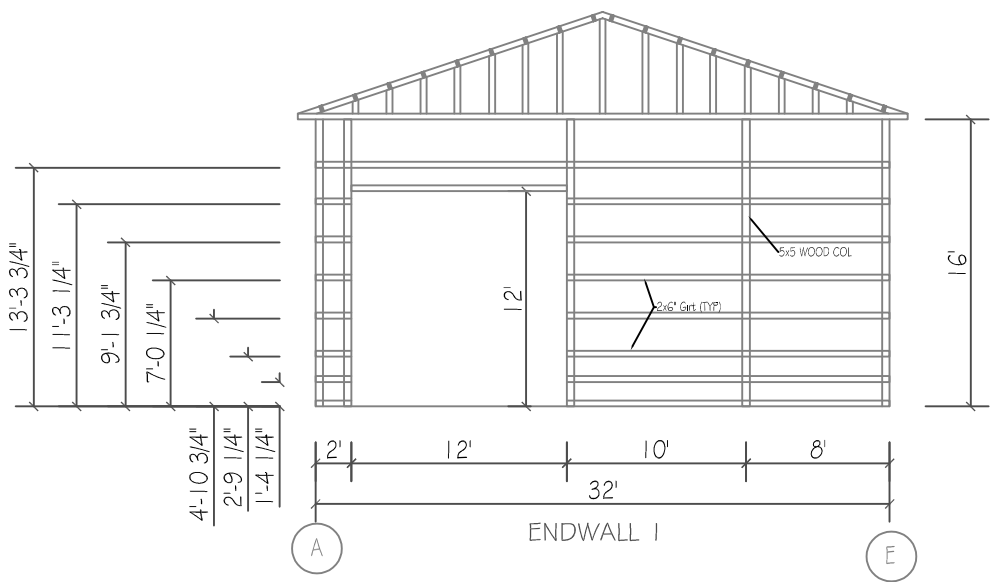 13'-3 3/4"
11'-3 1/4"
9'-1 3/4"
7'-0 1/4"
4'-10 3/4"
2'-9 1/4"
1'-4 1/4"
12'
5x5 WOOD COL
2x6" Girt (TYP)
16'
2'
12'
10'
8'
32'
ENDWALL 1
A
E